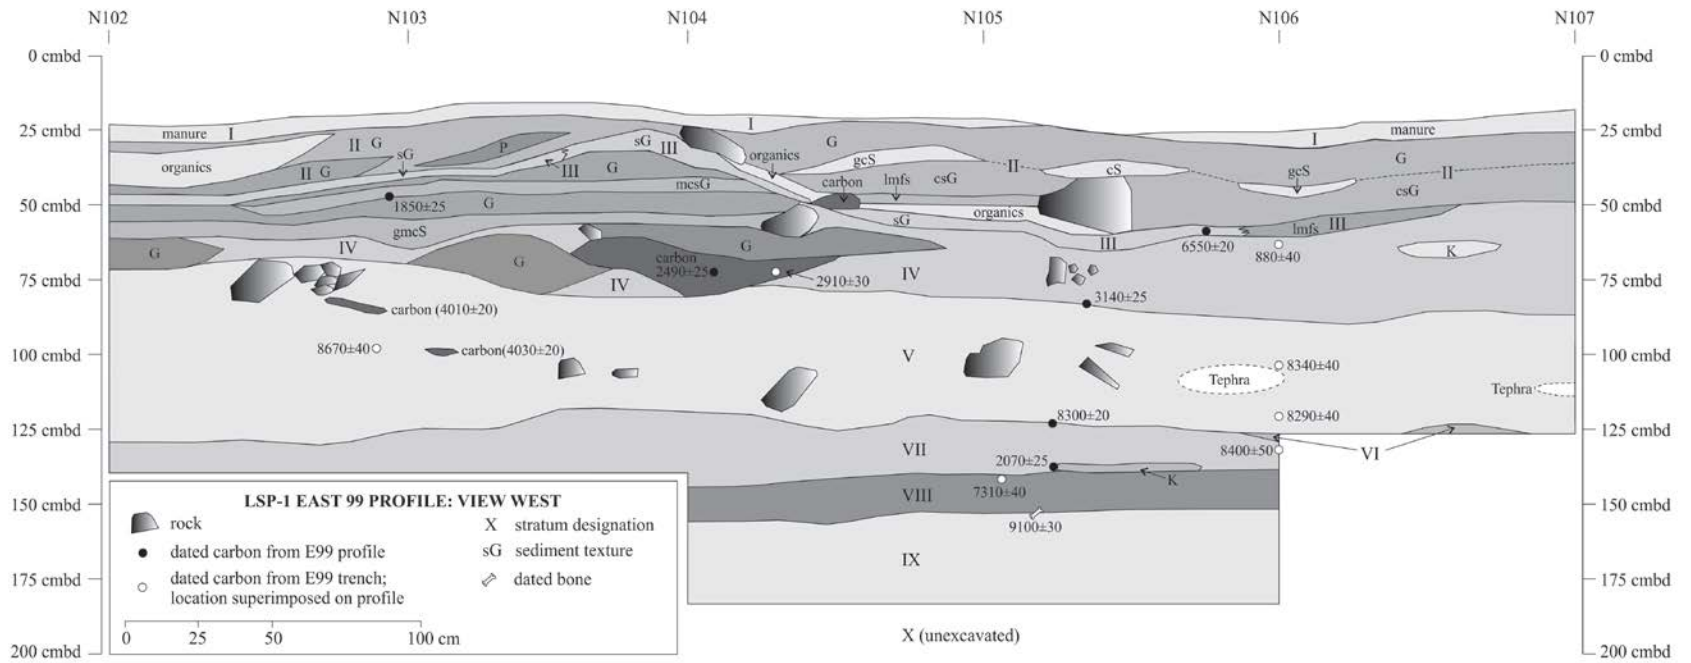 N102 N103 N104 N105 N106 N107
0 cmbd 0 cmbd
I
manure I I manure
25 cmbd 25 cmbd
II G P sG III G G
sG organics gcS II
organics II G III G cS gcS II
mcsG carbon lmfs csG csG
50 cmbd 1850±25 G organics 50 cmbd
sG lmfs III
gmcS 6550±20
G IV G III 880±40 K
carbon
G 2490±25 IV
75 cmbd IV 2910±30 75 cmbd
3140±25
carbon (4010±20)
100 cmbd 8670±40 carbon(4030±20) V 100 cmbd
8340±40
Tephra Tephra
8300±20 8290±40
125 cmbd 125 cmbd
VII 8400±50 VI
2070±25
K
7310±40
VIII
150 cmbd 150 cmbd
9100±30
IX
175 cmbd 175 cmbd
X (unexcavated)
200 cmbd 200 cmbd
LSP-1 EAST 99 PROFILE: VIEW WEST
rock
dated carbon from E99 profile
dated carbon from E99 trench;
location superimposed on profile
X stratum designation
sG sediment texture
dated bone
0 25 50 100 cm